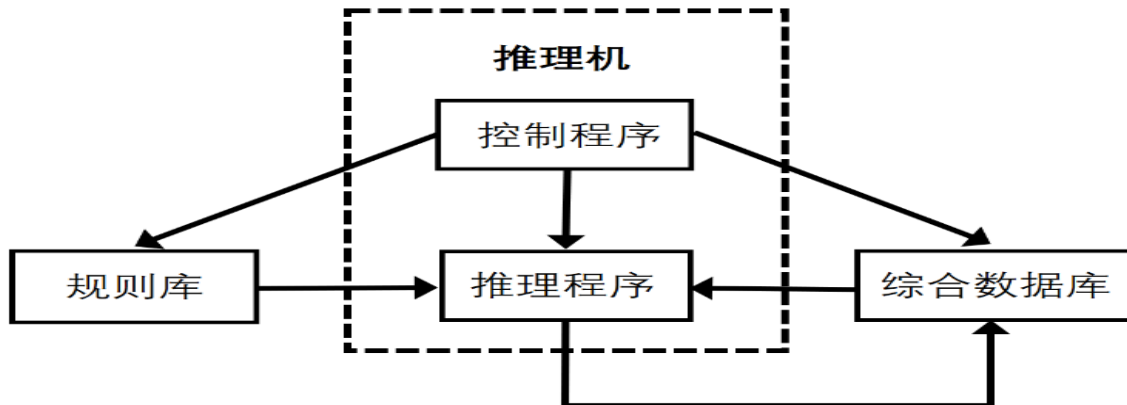 推理机
控制程序
规则库
推理程序
综合数据库